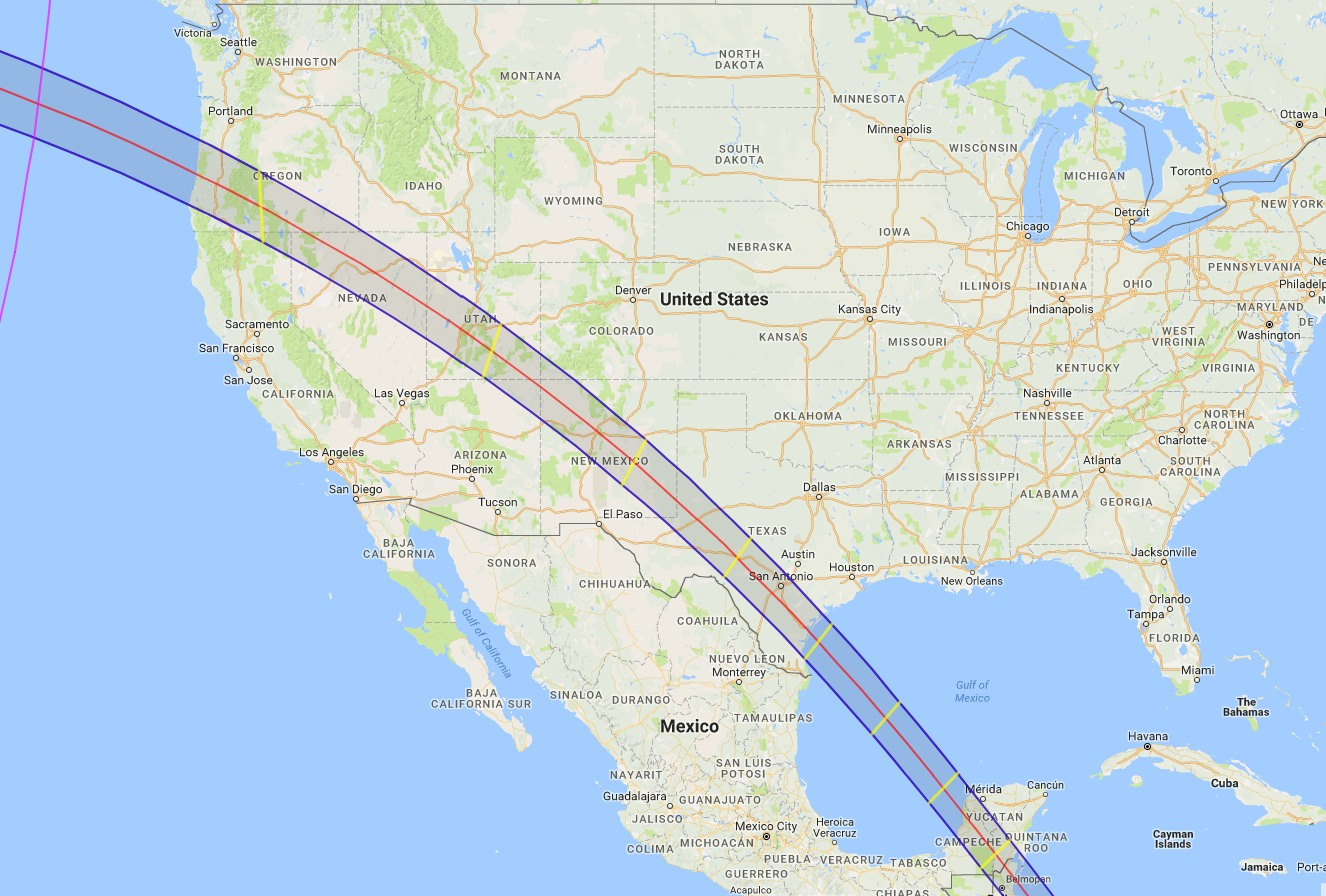 Victoria
Seattle
WASHINGTON
MONTANA
NORTH
DAKOTA
MINNESOTA
Ottawa
Portland
Minneapolis
WISCONSIN
SOUTH
DAKOTA
MICHIGAN
Toronto
OREGON
IDAHO
WYOMING
NEW YORK
Detroit
Chicago
IOWA
NEBRASKA
PENNSYLVANIA
Philadelp
ILLINOIS
INDIANA
OHIO
NEVADA
Denver
United States
Kansas City
Indianapolis
MARYLAND
DE
UTAH
Sacramento
San Francisco
San Jose
COLORADO
KANSAS
MISSOURI
WEST
VIRGINIA
Washington
KENTUCKY
VIRGINIA
CALIFORNIA
Las Vegas
Nashville
TENNESSEE
OKLAHOMA
ARKANSAS
NORTH
CAROLINA
Charlotte
Los Angeles
ARIZONA
Phoenix
NEW MEXICO
MISSISSIPPI
Atlanta
SOUTH
CAROLINA
San Diego
Tucson
Dallas
ALABAMA
GEORGIA
El Paso
TEXAS
BAJA
CALIFORNIA
SONORA
Austin
Houston
LOUISIANA
Jacksonville
San Antonio
New Orleans
CHIHUAHUA
Orlando
Tampa
COAHUILA
FLORIDA
Gulf of California
NUEVO LEON
Monterrey
Miami
BAJA
CALIFORNIA SUR
SINALOA
DURANGO
Gulf of
Mexico
The
Bahamas
Mexico
TAMAULIPAS
Havana
SAN LUIS
POTOSI
NAYARIT
Mérida
Cancún
Cuba
Guadalajara
GUANAJUATO
JALISCO
Mexico City
Heroica
Veracruz
YUCATAN
COLIMA
MICHOACÁN
CAMPECHE
QUINTANA
ROO
Cayman
Islands
PUEBLA
VERACRUZ
TABASCO
Jamaica
Port-a
GUERRERO
Belmopan
Acapulco
CHIAPAS